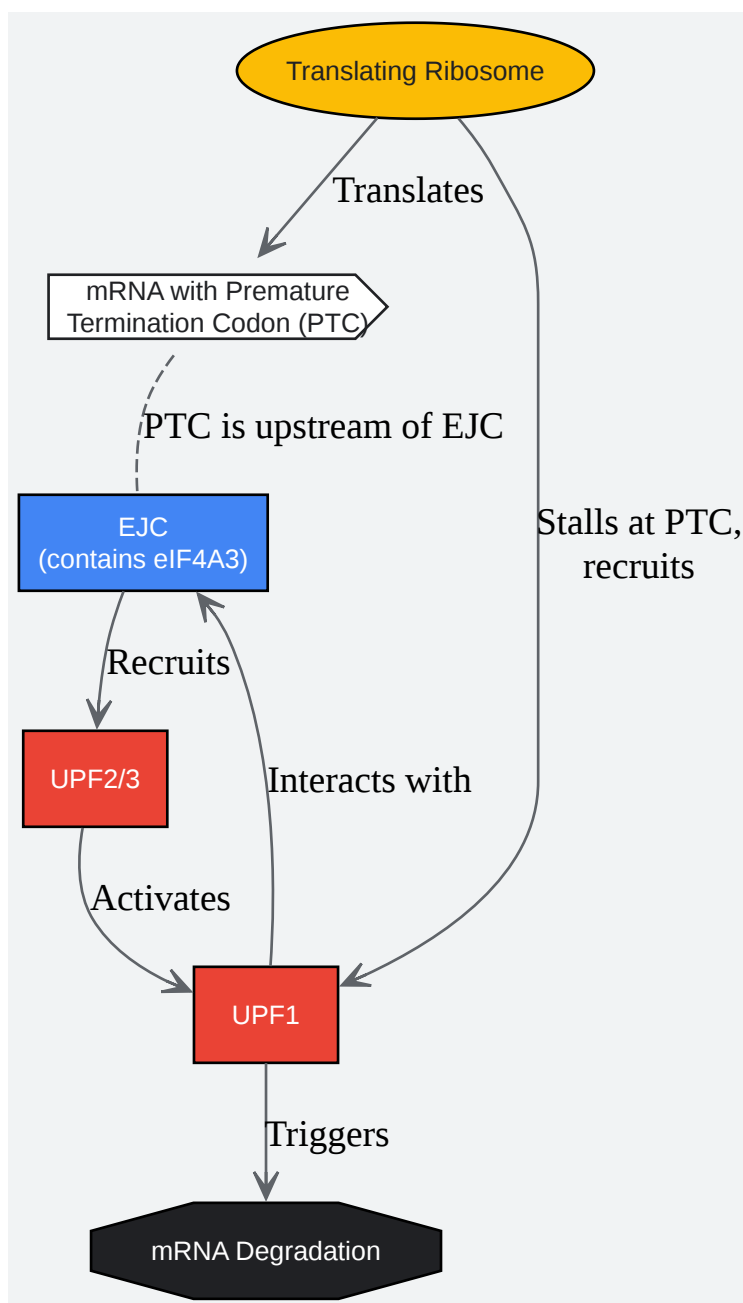 Translating Ribosome
Translates
mRNA with Premature
Termination Codon (PTC)
PTC is upstream of EJC
EJC
(contains eIF4A3)
Stalls at PTC,
recruits
Recruits
UPF2/3
Interacts with
Activates
UPF1
Triggers
mRNA Degradation